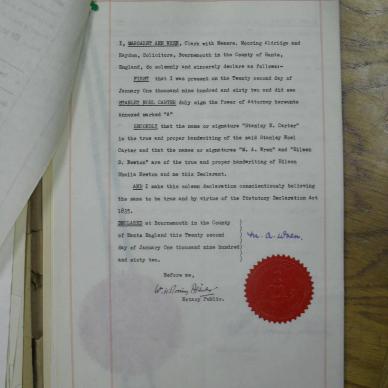 I, MARGARET ANN WREN, Clerk with Messrs. Mooring Aldridge and
Haydon, Solicitors, Bournemouth in the County of Hants,
England, do solemnly and sincerely declare as follows:-
FIRST that I was present on the Twenty second day of
January One thousand nine hundred and sixty two and did see
STANLEY NOEL CARTER duly sign the Power of Attorney hereunto
annexed marked "A"
SECONDLY that the name or signature "Stanley N. Carter"
is the true and proper handwriting of the said Stanley Noel
Carter and that the names or signatures "M. A. Wren" and "Eileen
S. Newton" are of the true and proper handwriting of Eileen
Sheila Newton and me this Declarant.
AND I make this solemn declaration conscientiously believing
the same to be true and by virtue of the Statutory Declaration Act
1835.
DECLARED at Bournemouth in the County
of Hants England this Twenty second
day of January One thousand nine hundred
and sixty two.
M. A. Wren.
Before me,
Notary Public.